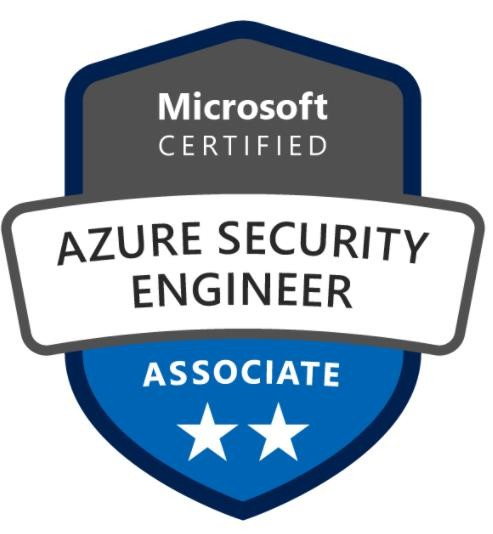 Microsoft
CERTIFIED
AZURE SECURITY
ENGINEER
ASSOCIATE